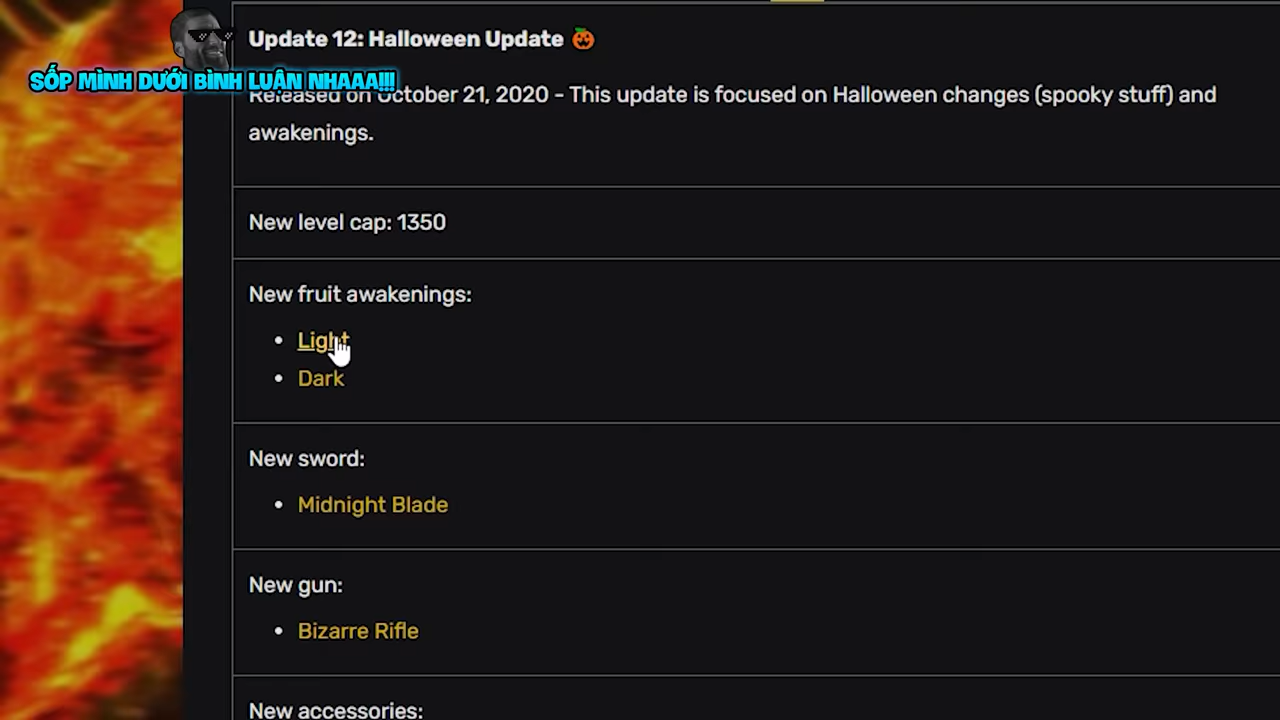 Update 12: Halloween Update 🎃
SỐP MÌNH DƯỚI BÌNH LUẬN NHAAA!!!
Released on October 21, 2020 - This update is focused on Halloween changes (spooky stuff) and
awakenings.
New level cap: 1350
New fruit awakenings:
• Light
• Dark
New sword:
• Midnight Blade
New gun:
• Bizarre Rifle
New accessories: